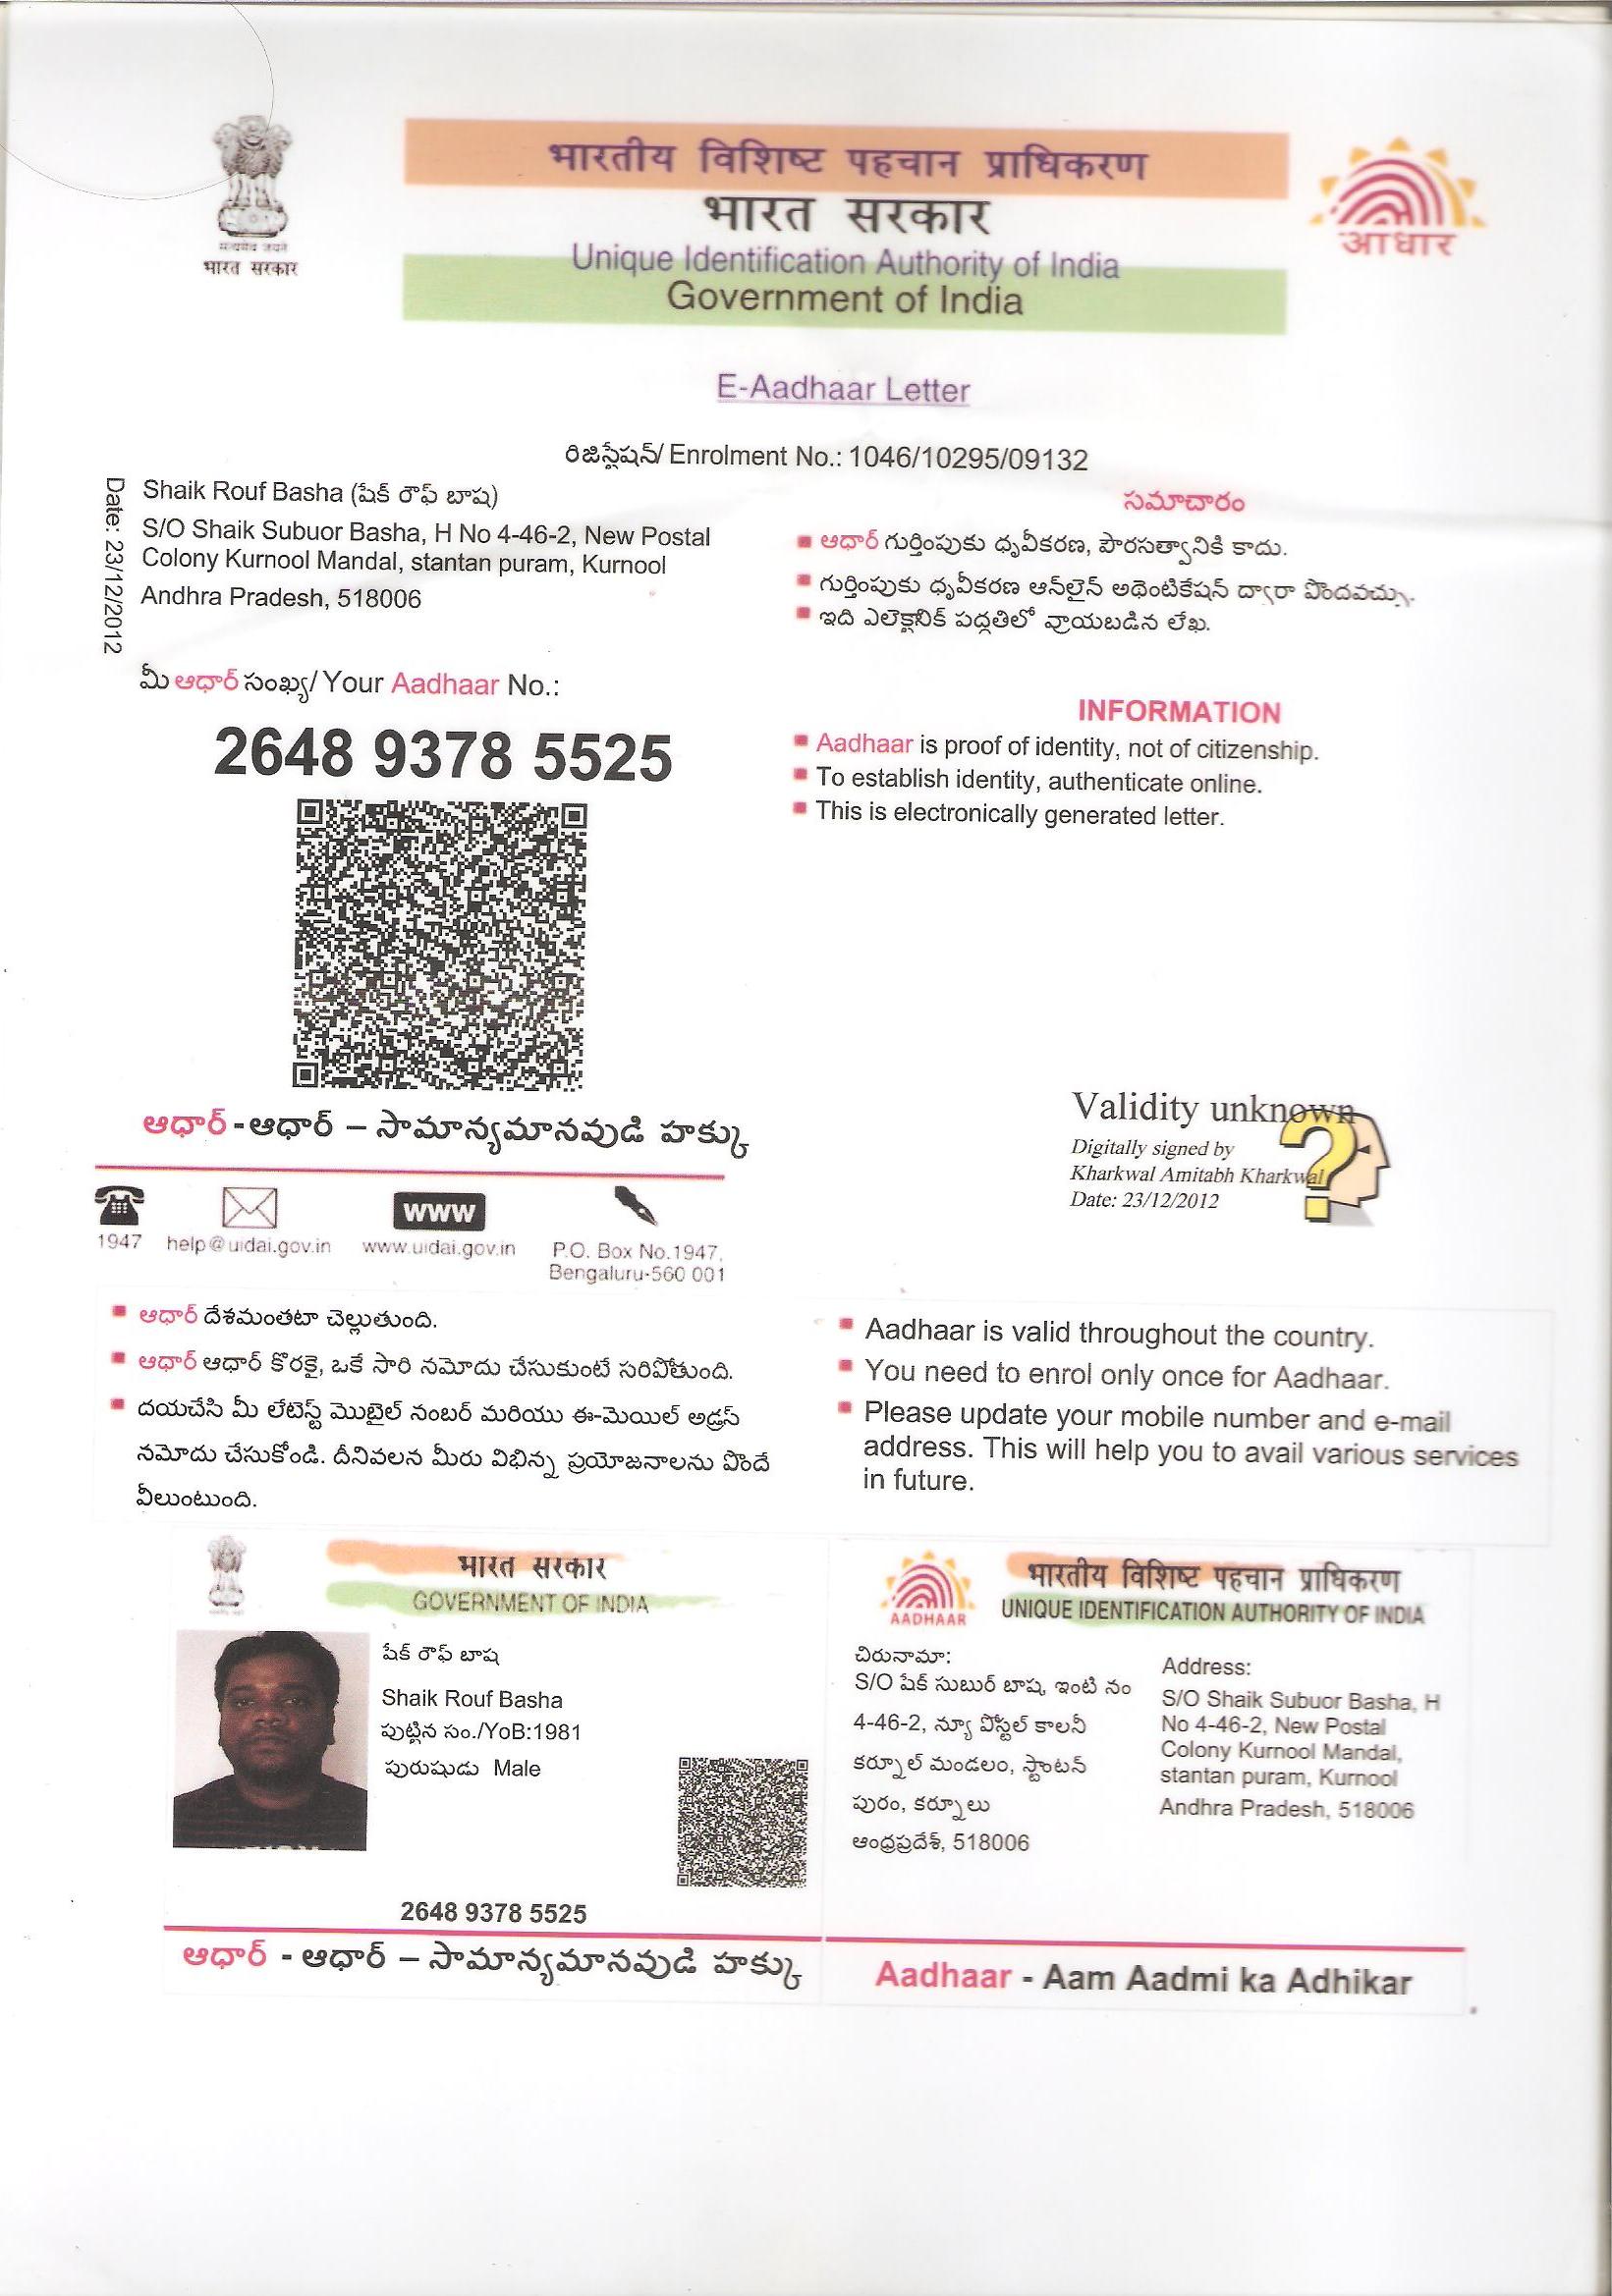 सत्यमेव जयते
भारत सरकार
भारतीय विशिष्ट पहचान प्राधिकरण
भारत सरकार
Unique Identification Authority of India
Government of India
आधार
E-Aadhaar Letter
రిజిస్ట్రేషన్/ Enrolment No.: 1046/10295/09132
Date: 23/12/2012
Shaik Rouf Basha (షేక్ రౌఫ్ బాష)
S/O Shaik Subuor Basha, H No 4-46-2, New Postal
Colony Kurnool Mandal, stantan puram, Kurnool
Andhra Pradesh, 518006
మీ ఆధార్ సంఖ్య/ Your Aadhaar No.:
2648 9378 5525
సమాచారం
ఆధార్ గుర్తింపుకు ధృవీకరణ, పౌరసత్వానికి కాదు.
గుర్తింపుకు ధృవీకరణ ఆన్‌లైన్ అథెంటికేషన్ ద్వారా పొందవచ్చు.
ఇది ఎలెక్ట్రానిక్ పద్ధతిలో వ్రాయబడిన లేఖ.
INFORMATION
Aadhaar is proof of identity, not of citizenship.
To establish identity, authenticate online.
This is electronically generated letter.
ఆధార్ -ఆధార్ – సామాన్యమానవుడి హక్కు
Validity unknown
Digitally signed by
Kharkwal Amitabh Kharkwal
Date: 23/12/2012
1947
help@uidai.gov.in
www
www.uidai.gov.in
P.O. Box No.1947,
Bengaluru-560 001
ఆధార్ దేశమంతటా చెల్లుతుంది.
ఆధార్ ఆధార్ కొరకై, ఒకే సారి నమోదు చేసుకుంటే సరిపోతుంది.
దయచేసి మీ లేటెస్ట్ మొబైల్ నంబర్ మరియు ఈ-మెయిల్ అడ్రస్
నమోదు చేసుకోండి. దీనివలన మీరు విభిన్న ప్రయోజనాలను పొందే
వీలుంటుంది.
Aadhaar is valid throughout the country.
You need to enrol only once for Aadhaar.
Please update your mobile number and e-mail
address. This will help you to avail various services
in future.
भारत सरकार
GOVERNMENT OF INDIA
షేక్ రౌఫ్ బాష
Shaik Rouf Basha
పుట్టిన సం./YoB:1981
పురుషుడు Male
2648 9378 5525
ఆధార్ - ఆధార్ – సామాన్యమానవుడి హక్కు
AADHAAR
भारतीय विशिष्ट पहचान प्राधिकरण
UNIQUE IDENTIFICATION AUTHORITY OF INDIA
చిరునామా:
S/O షేక్ సుబుర్ బాష, ఇంటి నం
4-46-2, న్యూ పోస్టల్ కాలనీ
కర్నూల్ మండలం, స్టాంటన్
పురం, కర్నూలు
ఆంధ్రప్రదేశ్, 518006
Address:
S/O Shaik Subuor Basha, H
No 4-46-2, New Postal
Colony Kurnool Mandal,
stantan puram, Kurnool
Andhra Pradesh, 518006
Aadhaar - Aam Aadmi ka Adhikar